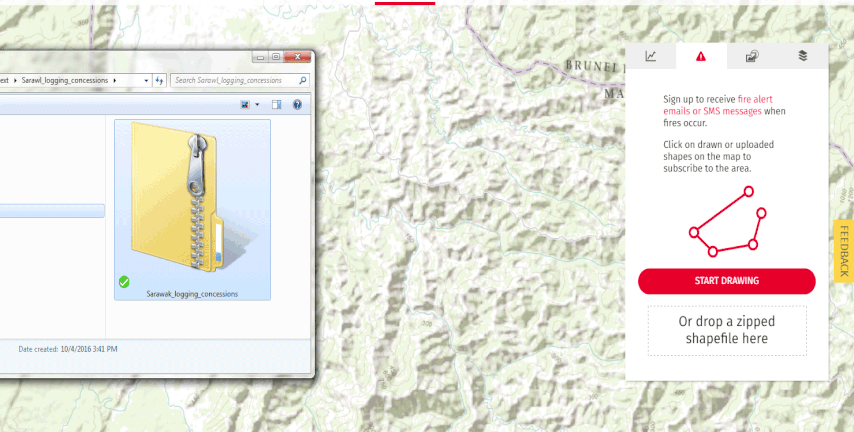 ext ▸ Sarawl_logging_concessions ▸
Search Sarawl_logging_concessions
Sarawak_logging_concessions
Date created: 10/4/2016 3:41 PM
BRUNEI
MA
Sign up to receive fire alert
emails or SMS messages when
fires occur.
Click on drawn or uploaded
shapes on the map to
subscribe to the area.
START DRAWING
Or drop a zipped
shapefile here
FEEDBACK